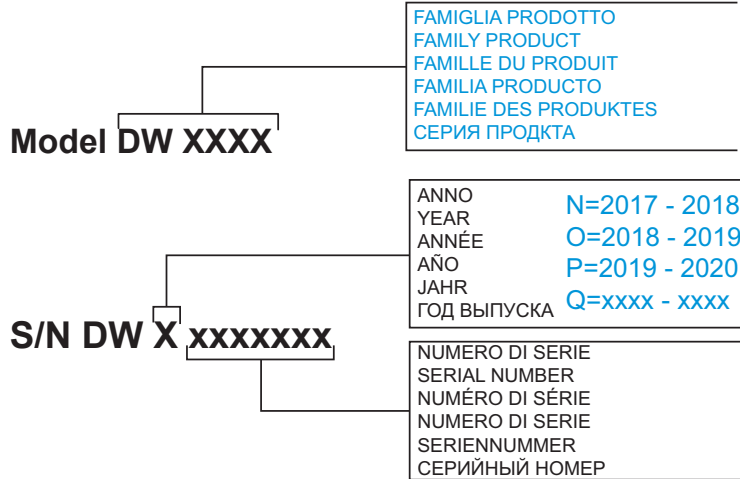 FAMIGLIA PRODOTTO
FAMILY PRODUCT
FAMILLE DU PRODUIT
FAMILIA PRODUCTO
FAMILIE DES PRODUKTES
СЕРИЯ ПРОДКТА
Model DW XXXX
ANNO
YEAR
ANNÉE
AÑO
JAHR
ГОД ВЫПУСКА
N=2017 - 2018
O=2018 - 2019
P=2019 - 2020
Q=xxxx - xxxx
S/N DW X xxxxxxx
NUMERO DI SERIE
SERIAL NUMBER
NUMÉRO DI SÉRIE
NUMERO DI SERIE
SERIENNUMMER
СЕРИЙНЫЙ НОМЕР